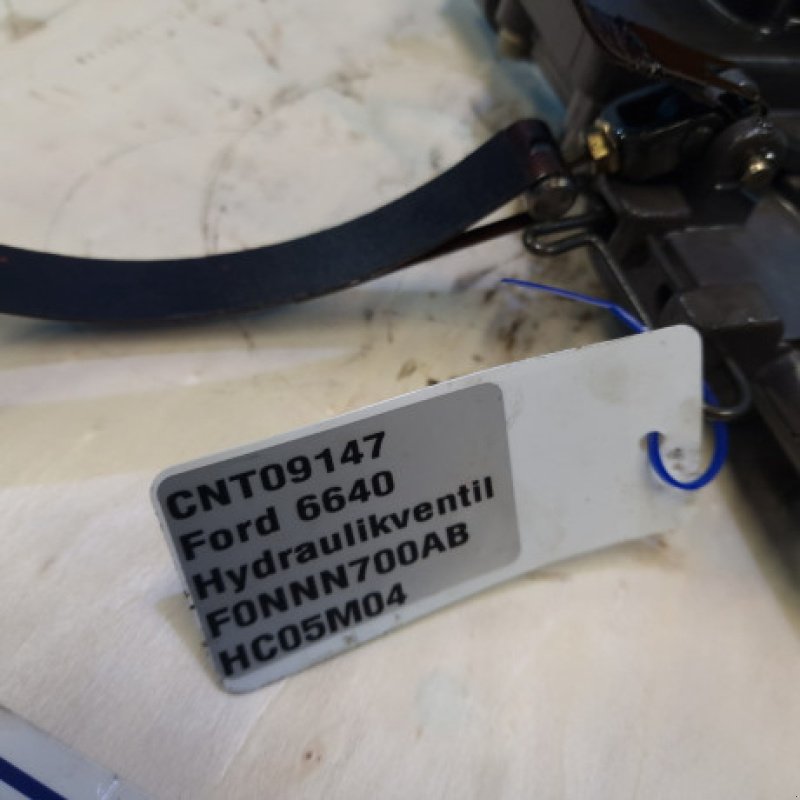 CNT09147
Ford 6640
Hydraulikventil
F0NNN700AB
HC05M04